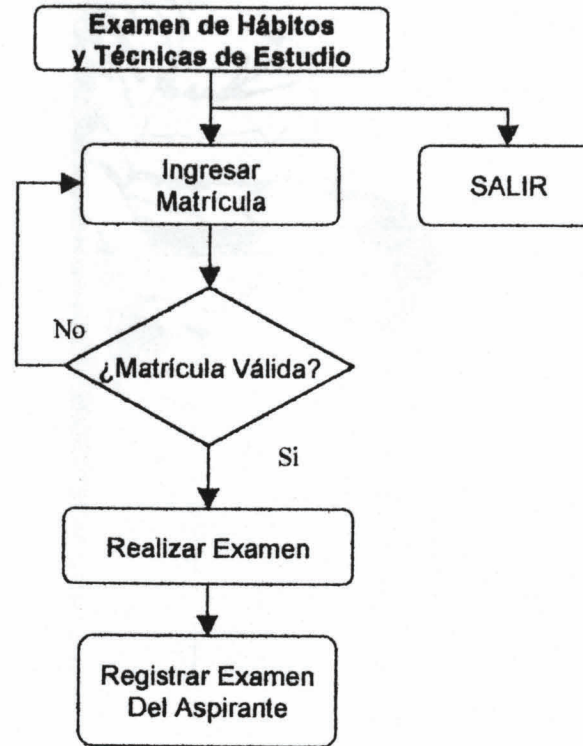 Examen de Hábitos
y Técnicas de Estudio
Ingresar
Matrícula
SALIR
No
¿Matrícula Válida?
Si
Realizar Examen
Registrar Examen
Del Aspirante